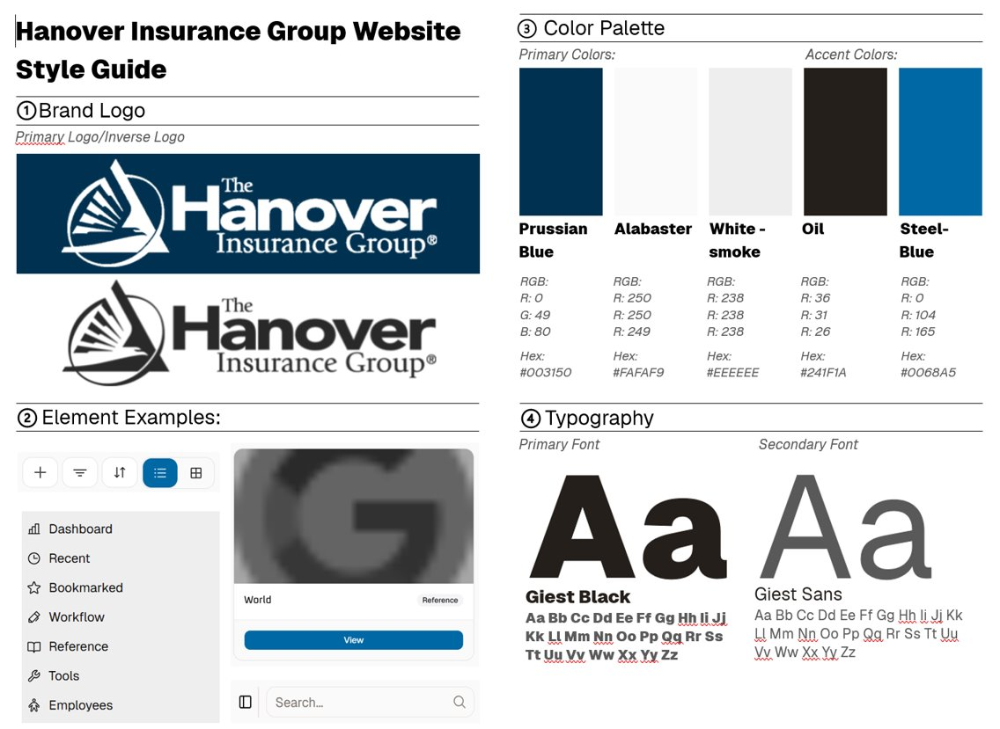 Hanover Insurance Group Website
Style Guide
① Brand Logo
Primary Logo/Inverse Logo
The
Hanover
Insurance Group®
The
Hanover
Insurance Group®
② Element Examples:
Dashboard
Recent
Bookmarked
Workflow
Reference
Tools
Employees
G
World
Reference
View
Search...
③ Color Palette
Primary Colors:
Accent Colors:
Prussian
Blue
RGB:
R: 0
G: 49
B: 80
Hex:
#003150
Alabaster
RGB:
R: 250
R: 250
R: 249
Hex:
#FAFAF9
White -
smoke
RGB:
R: 238
R: 238
R: 238
Hex:
#EEEEEE
Oil
RGB:
R: 36
R: 31
R: 26
Hex:
#241F1A
Steel-
Blue
RGB:
R: 0
R: 104
R: 165
Hex:
#0068A5
④ Typography
Primary Font
Aa
Giest Black
Aa Bb Cc Dd Ee Ff Gg Hh Ii Jj
Kk Ll Mm Nn Oo Pp Qq Rr Ss
Tt Uu Vv Ww Xx Yy Zz
Secondary Font
Aa
Giest Sans
Aa Bb Cc Dd Ee Ff Gg Hh Ii Jj Kk
Ll Mm Nn Oo Pp Qq Rr Ss Tt Uu
Vv Ww Xx Yy Zz